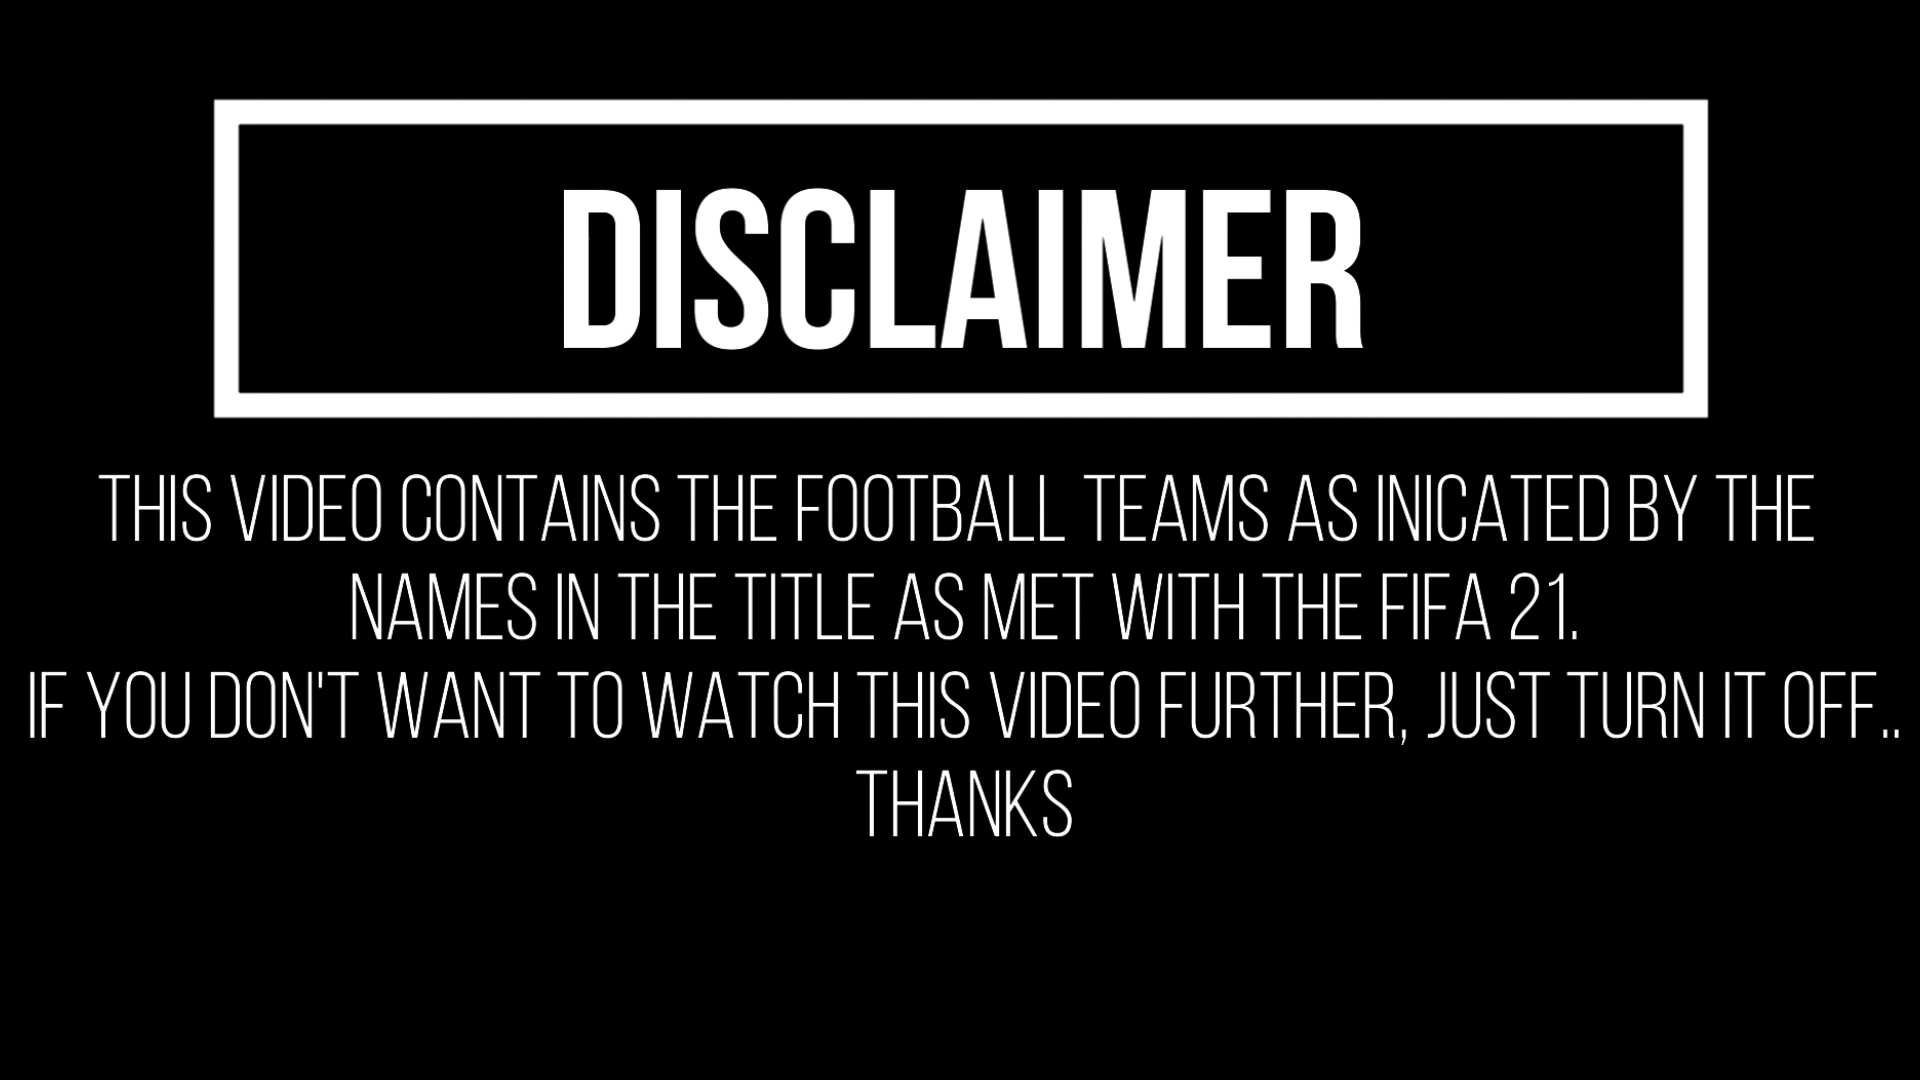 DISCLAIMER
THIS VIDEO CONTAINS THE FOOTBALL TEAMS AS INICATED BY THE
NAMES IN THE TITLE AS MET WITH THE FIFA 21.
IF YOU DON'T WANT TO WATCH THIS VIDEO FURTHER, JUST TURN IT OFF..
THANKS